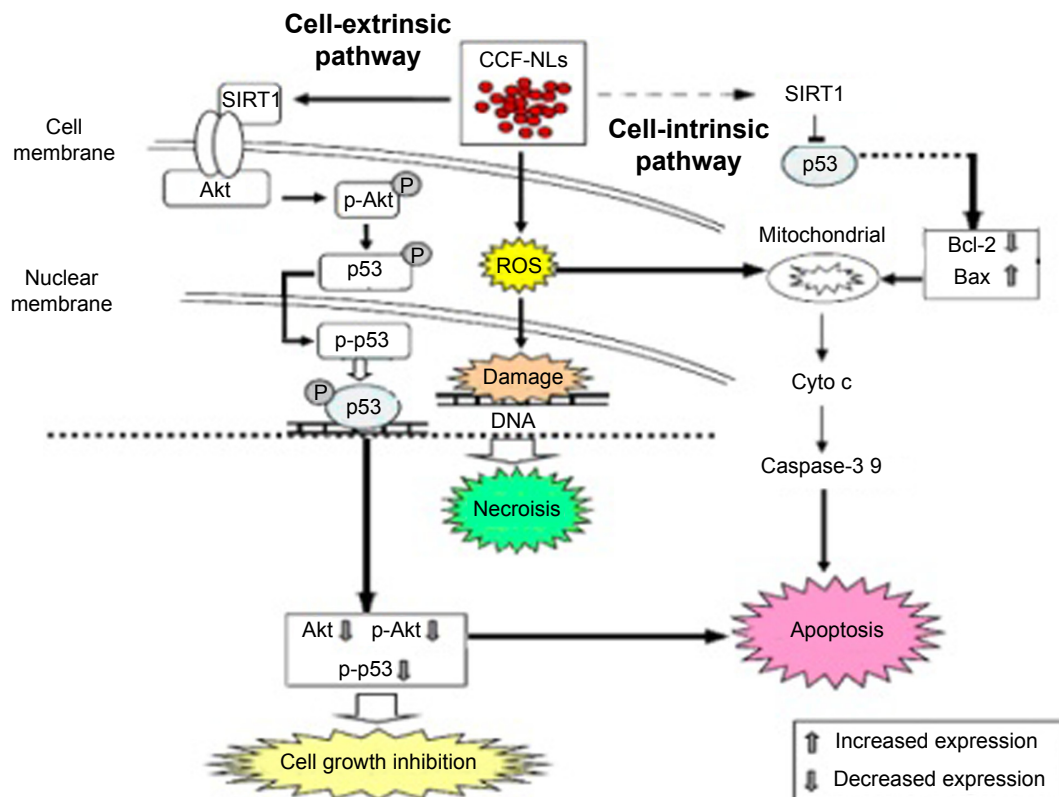 Cell-extrinsic
pathway
CCF-NLs
SIRT1
SIRT1
Cell
membrane
Cell-intrinsic
pathway
p53
Akt
p-Akt
P
Mitochondrial
Bcl-2
Bax
p53
P
ROS
Nuclear
membrane
p-p53
Damage
Cyto c
P
p53
DNA
Caspase-3 9
Necroisis
Akt p-Akt
p-p53
Apoptosis
Cell growth inhibition
Increased expression
Decreased expression